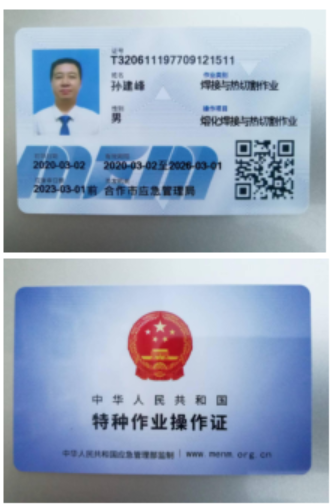 证号
T320611197709121511
姓名
作业类别
孙建峰
焊接与热切割作业
性别
操作项目
男
熔化焊接与热切割作业
2020-03-02
2020-03-02至2026-03-01
2023-03-01前
合作市应急管理局
中华人民共和国
特种作业操作证
中华人民共和国应急管理部监制
www.mem.org.cn